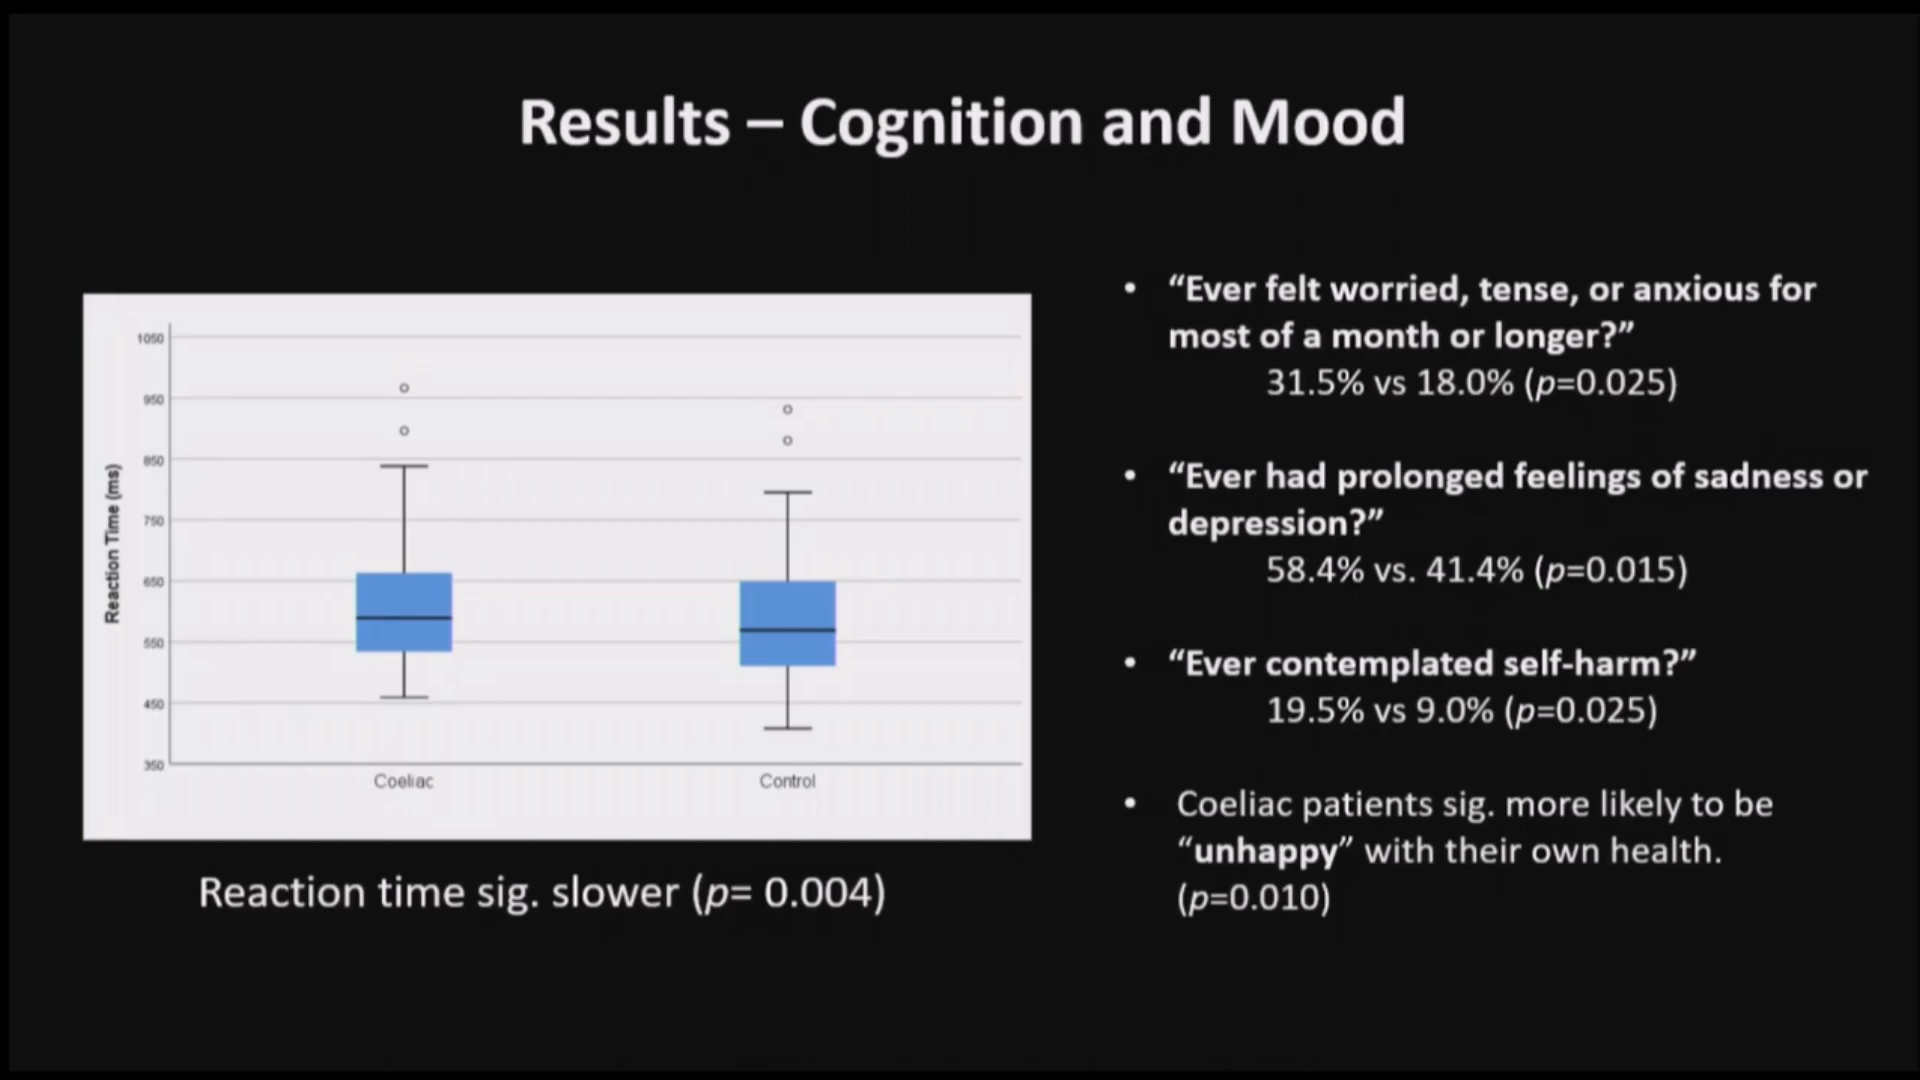 Results – Cognition and Mood
1050
950
850
750
650
550
450
350
Reaction Time (ms)
Coeliac
Control
Reaction time sig. slower (p= 0.004)
• “Ever felt worried, tense, or anxious for
most of a month or longer?”
31.5% vs 18.0% (p=0.025)
• “Ever had prolonged feelings of sadness or
depression?”
58.4% vs. 41.4% (p=0.015)
• “Ever contemplated self-harm?”
19.5% vs 9.0% (p=0.025)
• Coeliac patients sig. more likely to be
“unhappy” with their own health.
(p=0.010)